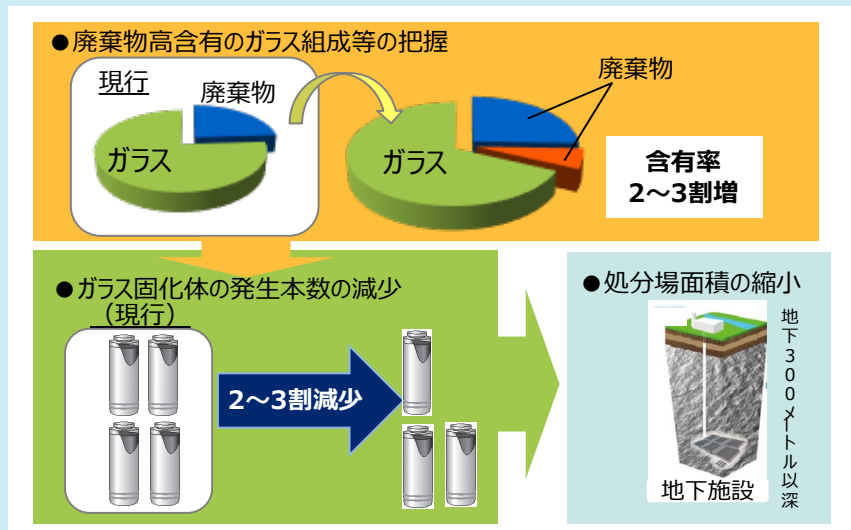 ●廃棄物高含有のガラス組成等の把握
現行
廃棄物
ガラス
廃棄物
ガラス
含有率
2～3割増
●ガラス固化体の発生本数の減少
（現行）
2～3割減少
●処分場面積の縮小
地下300メートル以深
地下施設